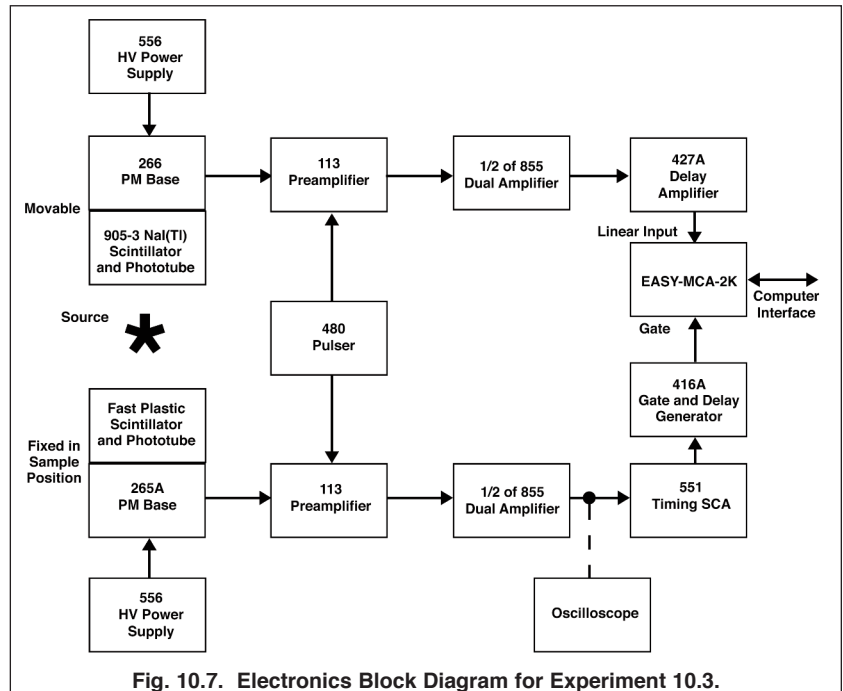 556
HV Power
Supply
266
PM Base
113
Preamplifier
1/2 of 855
Dual Amplifier
427A
Delay
Amplifier
Movable
905-3 NaI(Tl)
Scintillator
and Phototube
Linear Input
EASY-MCA-2K
Computer
Interface
Source
480
Pulser
Gate
416A
Gate and Delay
Generator
Fast Plastic
Scintillator
and Phototube
Fixed in
Sample
Position
265A
PM Base
113
Preamplifier
1/2 of 855
Dual Amplifier
551
Timing SCA
556
HV Power
Supply
Oscilloscope
Fig. 10.7. Electronics Block Diagram for Experiment 10.3.